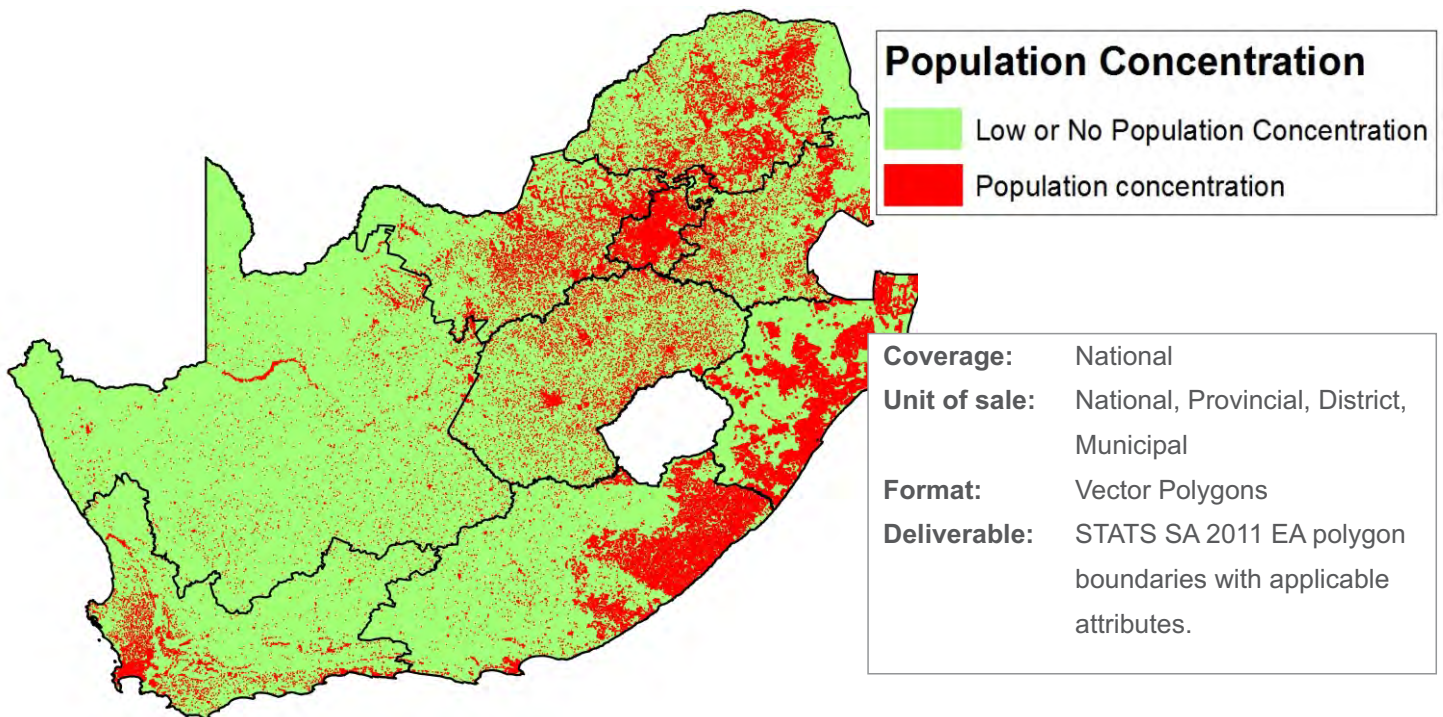 Population Concentration
Low or No Population Concentration
Population concentration
Coverage: National
Unit of sale: National, Provincial, District,
Municipal
Format: Vector Polygons
Deliverable: STATS SA 2011 EA polygon
boundaries with applicable
attributes.